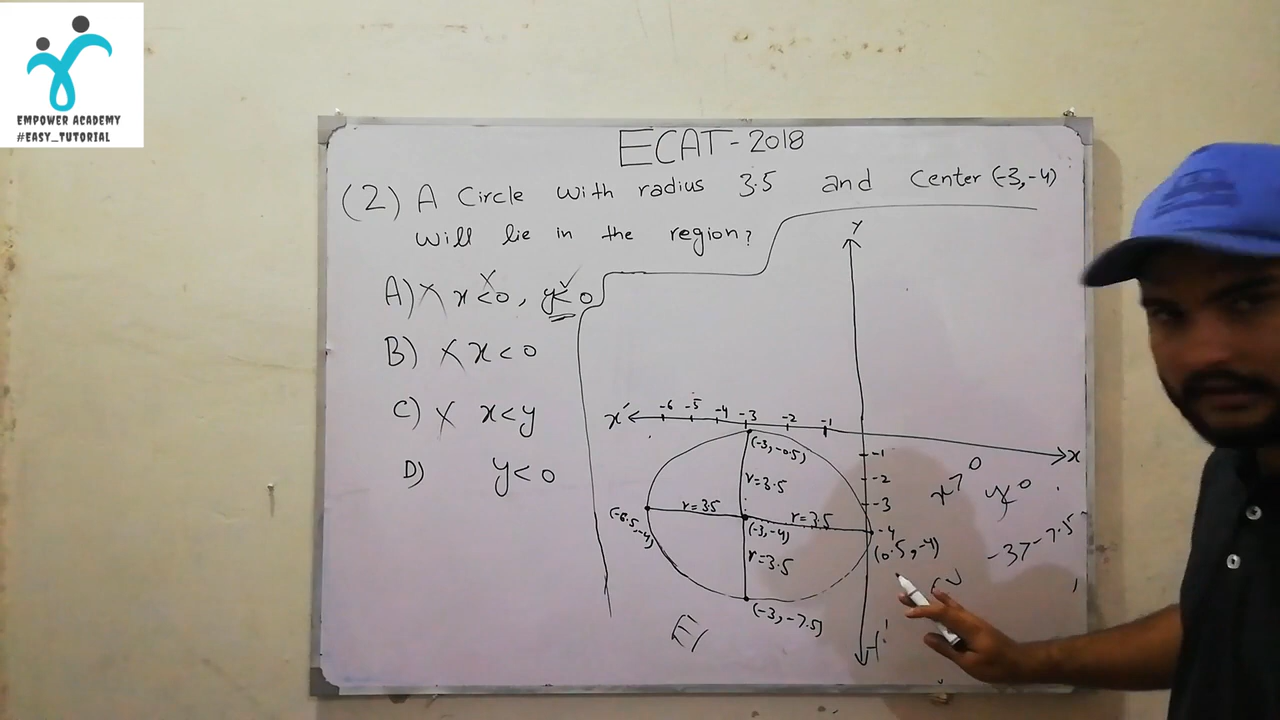 EMPOWER ACADEMY
#EASY_TUTORIAL
ECAT-2018
(2) A Circle with radius 3.5 and Center (-3,-4)
will lie in the region?
A) X x<0, y<0
B) X x<0
C) X x<y
D) y<0
Y
x' -6 -5 -4 -3 -2 -1 x
-1
-2
-3
-4
(-3,-0.5)
r=3.5
r=3.5 r=3.5
(-6.5,-4) (-3,-4) (0.5,-4)
r=3.5
(-3,-7.5)
x>0
-3>-7.5